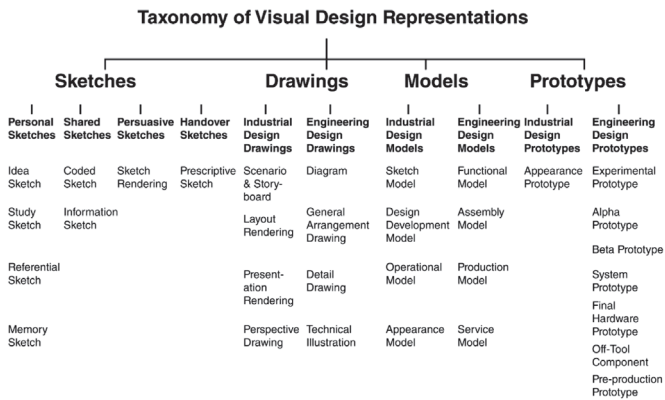 Taxonomy of Visual Design Representations
Sketches
Drawings
Models
Prototypes
Personal
Sketches
Shared
Sketches
Persuasive
Sketches
Handover
Sketches
Industrial
Design
Drawings
Engineering
Design
Drawings
Industrial
Design
Models
Engineering
Design
Models
Industrial
Design
Prototypes
Engineering
Design
Prototypes
Idea
Sketch
Study
Sketch
Referential
Sketch
Memory
Sketch
Coded
Sketch
Information
Sketch
Sketch
Rendering
Prescriptive
Sketch
Scenario
& Story-
board
Layout
Rendering
Present-
ation
Rendering
Perspective
Drawing
Diagram
General
Arrangement
Drawing
Detail
Drawing
Technical
Illustration
Sketch
Model
Design
Development
Model
Operational
Model
Appearance
Model
Functional
Model
Assembly
Model
Production
Model
Service
Model
Appearance
Prototype
Experimental
Prototype
Alpha
Prototype
Beta Prototype
System
Prototype
Final
Hardware
Prototype
Off-Tool
Component
Pre-production
Prototype